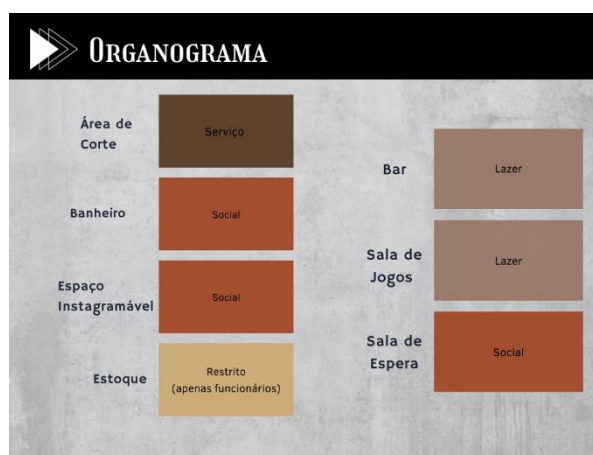 Organograma
Área de
Corte
Serviço
Banheiro
Social
Espaço
Instagramável
Social
Estoque
Restrito
(apenas funcionários)
Bar
Lazer
Sala de
Jogos
Lazer
Sala de
Espera
Social